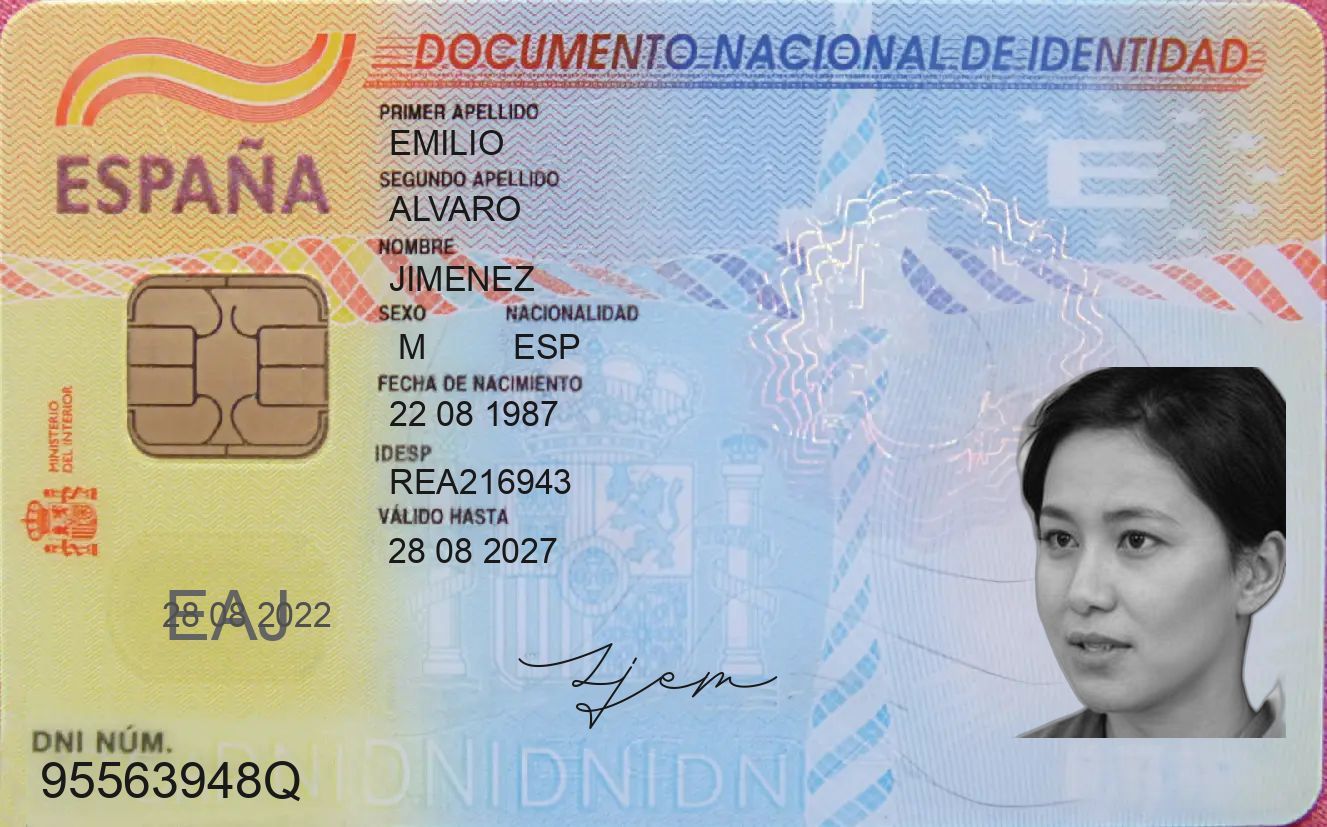 DOCUMENTO NACIONAL DE IDENTIDAD
ESPAÑA
PRIMER APELLIDO
EMILIO
SEGUNDO APELLIDO
ALVARO
NOMBRE
JIMENEZ
SEXO NACIONALIDAD
M ESP
FECHA DE NACIMIENTO
22 08 1987
IDESP
REA216943
VÁLIDO HASTA
28 08 2027
MINISTERIO
DEL INTERIOR
E
EAJ
28 08 2022
DNI NÚM.
95563948Q
DNIDNIDNIDNI